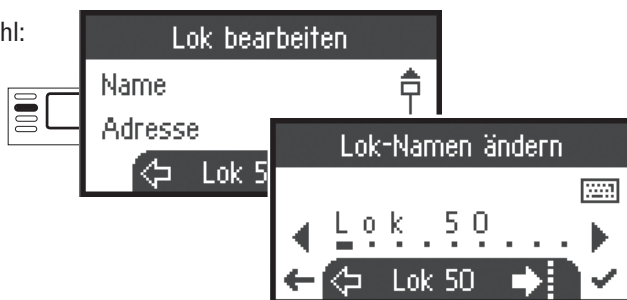 hl:
Lok bearbeiten
Name
Adresse
Lok 5
Lok-Namen ändern
Lok 50
Lok 50